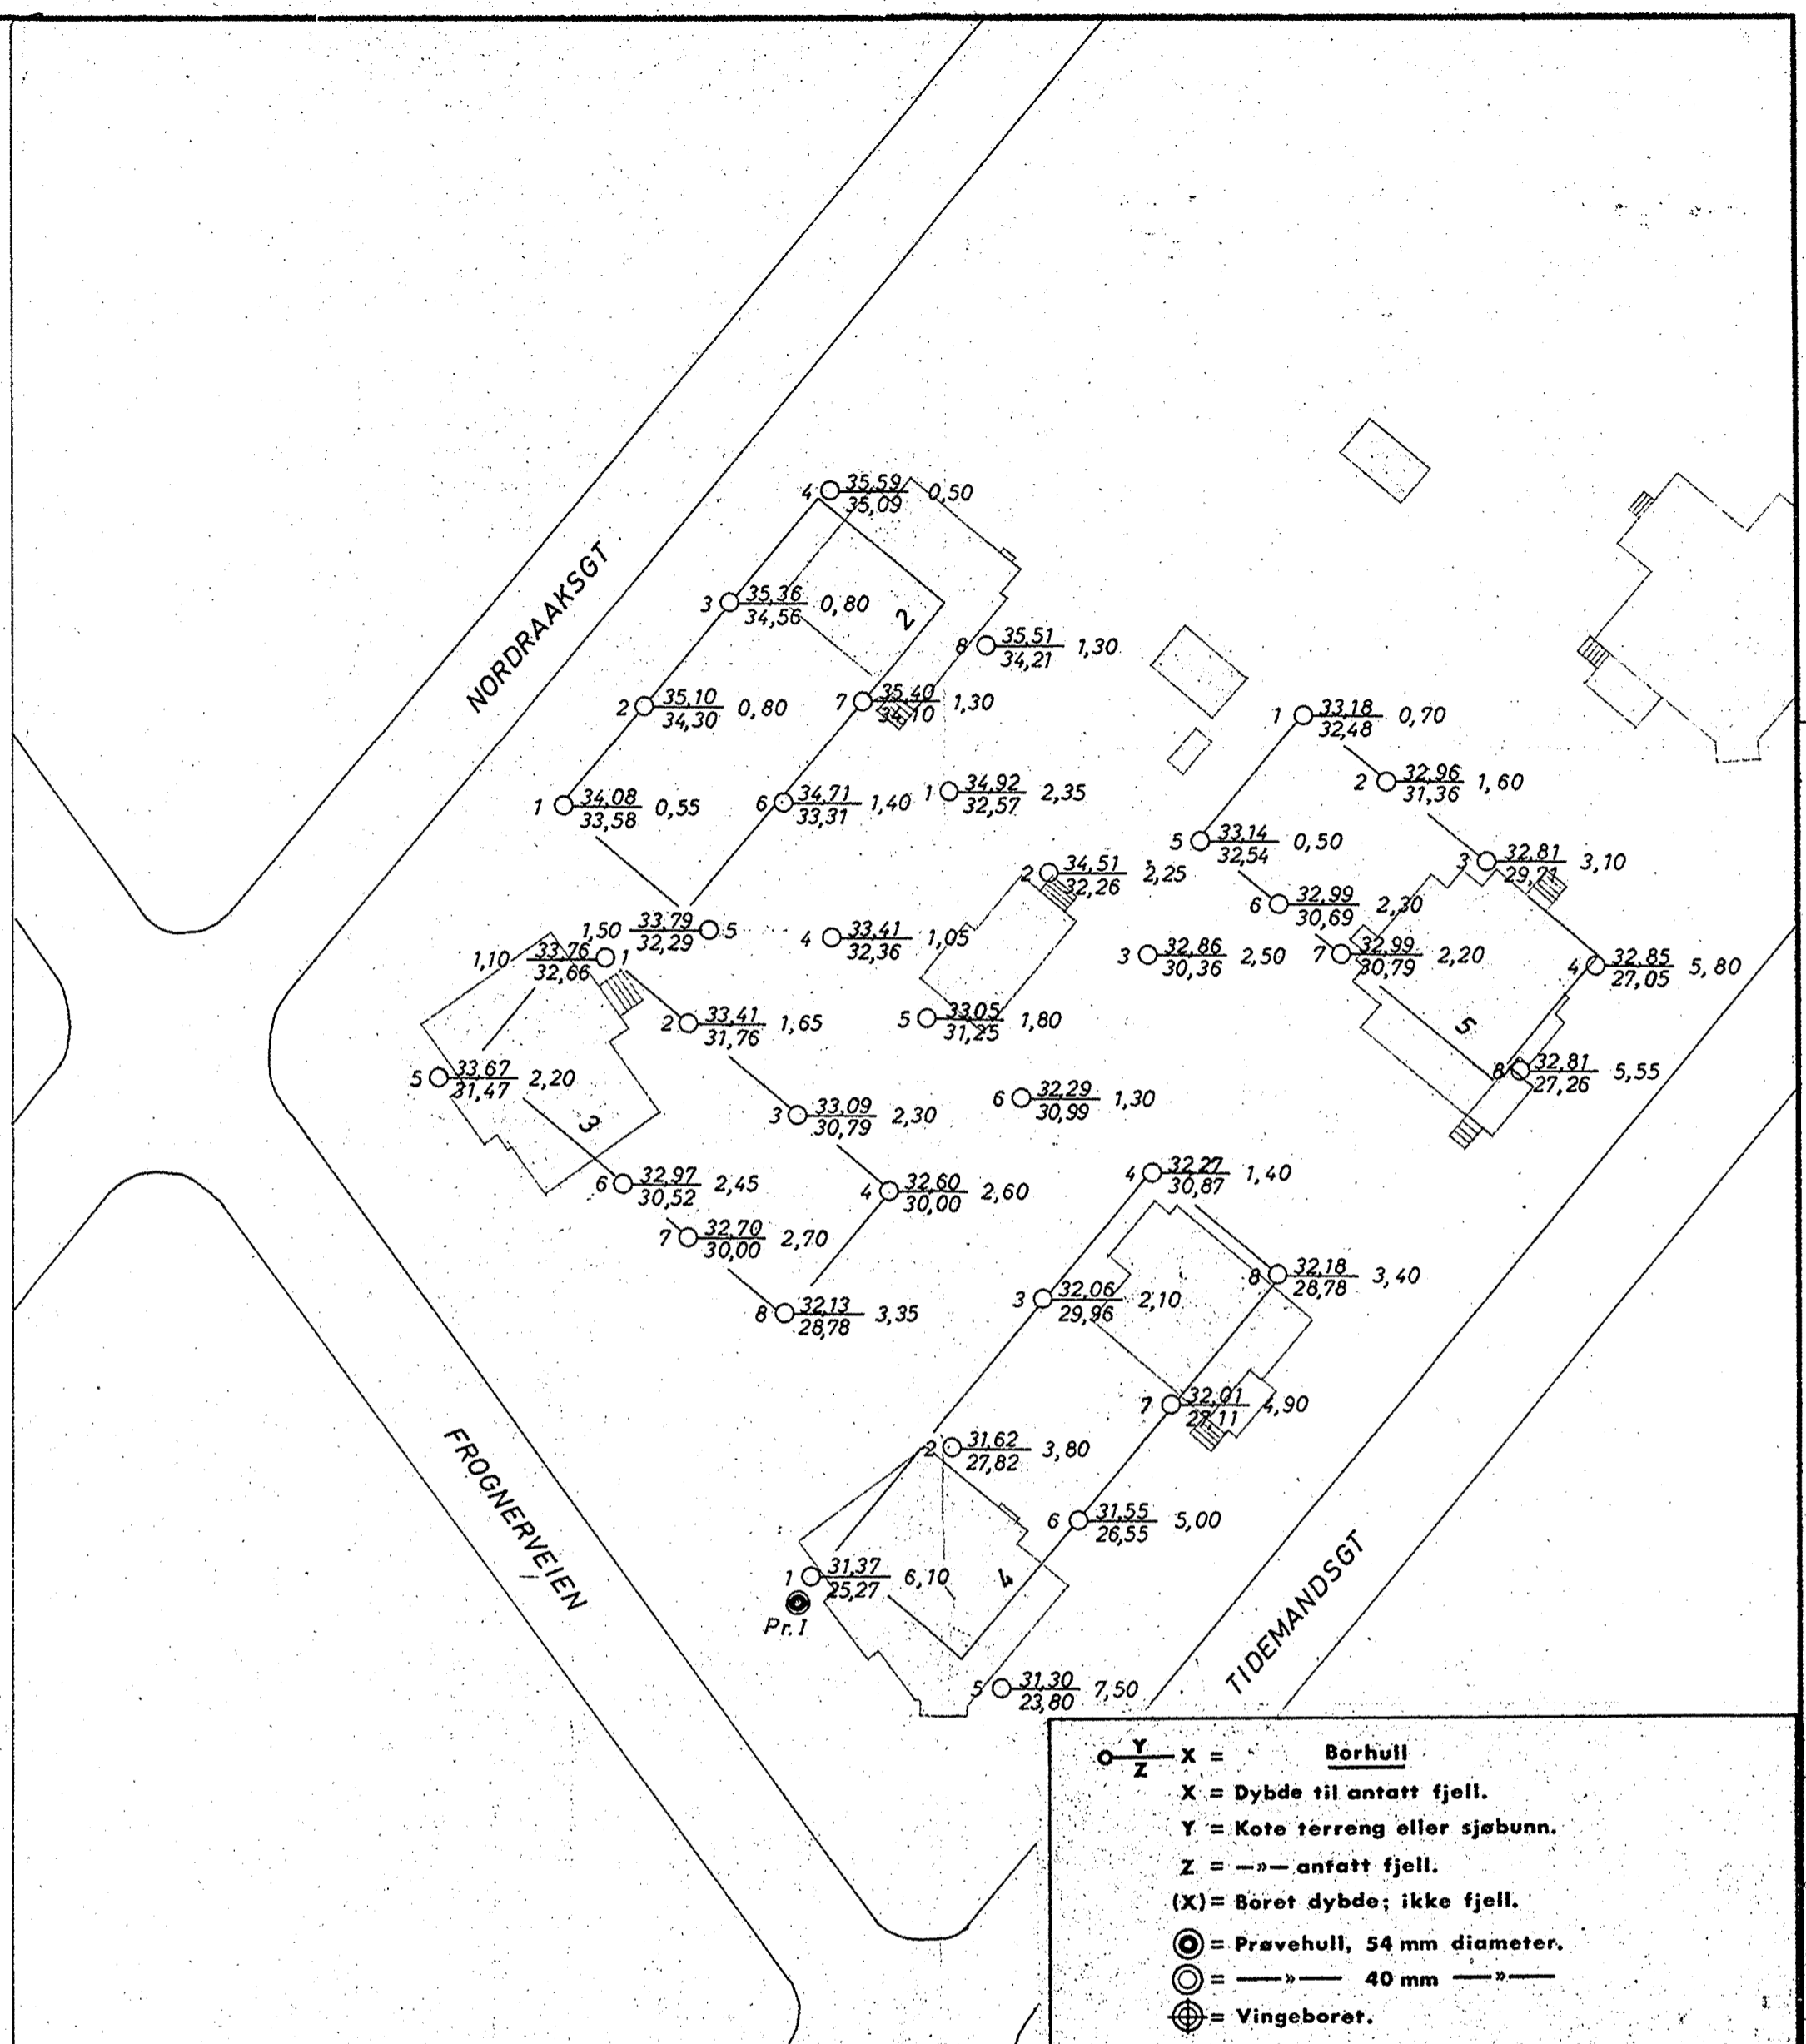 4 35,59 0,50
35,09
NORDRAAKSGT
3 35,36 0,80
34,56
2
8 35,51 1,30
34,21
2 35,10 0,80
34,30
7 35,40 1,30
34,10
1 33,18 0,70
32,48
1 34,08 0,55
33,58
6 34,71 1,40
33,31
1 34,92 2,35
32,57
2 32,96 1,60
31,36
5 33,14 0,50
32,54
2 34,51 2,25
32,26
3 32,81 3,10
29,71
6 32,99 2,30
30,69
1,50 33,79 5
32,29
4 33,41 1,05
32,36
3 32,86 2,50
30,36
7 32,99 2,20
30,79
1,10 33,76 1
32,66
4 32,85 5,80
27,05
2 33,41 1,65
31,76
5 33,05 1,80
31,25
5
5 33,67 2,20
31,47
8 32,81 5,55
27,26
3
3 33,09 2,30
30,79
6 32,29 1,30
30,99
6 32,97 2,45
30,52
4 32,60 2,60
30,00
4 32,27 1,40
30,87
7 32,70 2,70
30,00
8 32,18 3,40
28,78
8 32,13 3,35
28,78
3 32,06 2,10
29,96
7 32,01 4,90
27,11
2 31,62 3,80
27,82
FROGNERVEIEN
6 31,55 5,00
26,55
1 31,37 6,10
25,27
4
Pr.1
TIDEMANDSGT
5 31,30 7,50
23,80
Y
Z X = Borhull
X = Dybde til antatt fjell.
Y = Kote terreng eller sjøbunn.
Z = —»— antatt fjell.
(X) = Boret dybde; ikke fjell.
= Prøvehull, 54 mm diameter.
= —»— 40 mm —»—
= Vingeboret.